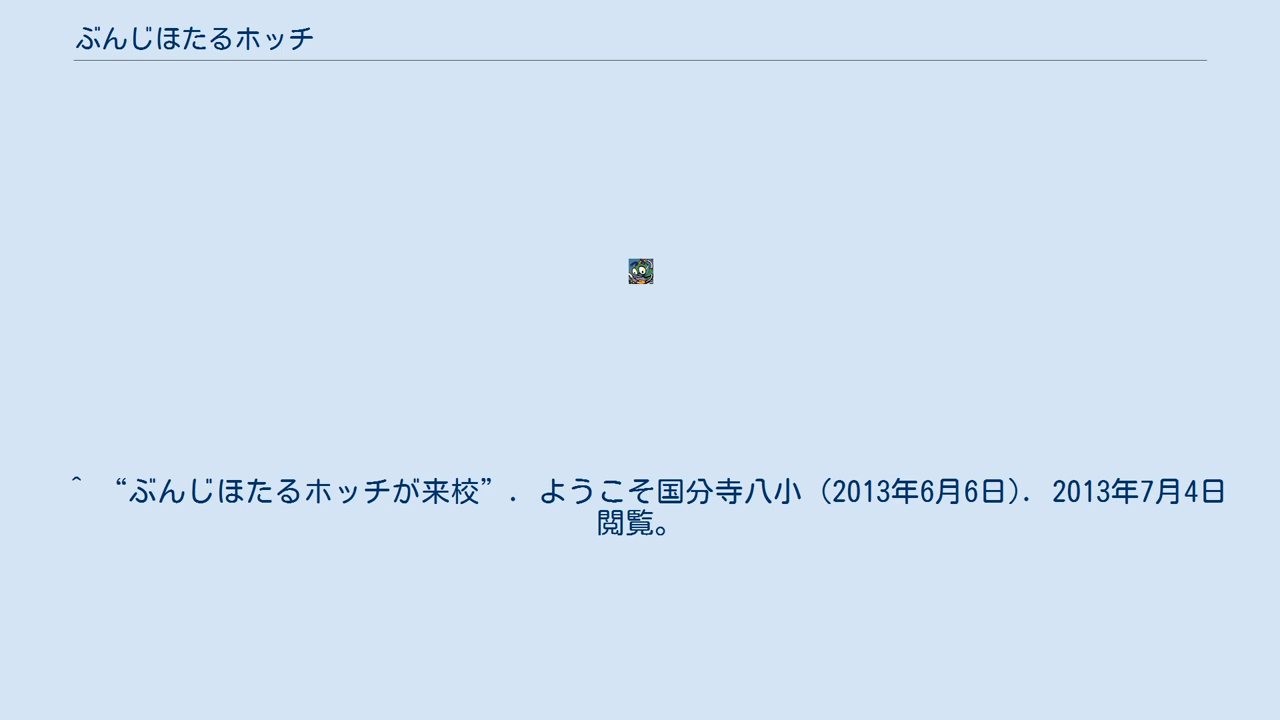 ぶんじほたるホッチ
^ “ぶんじほたるホッチが来校”. ようこそ国分寺八小 (2013年6月6日). 2013年7月4日
閲覧。